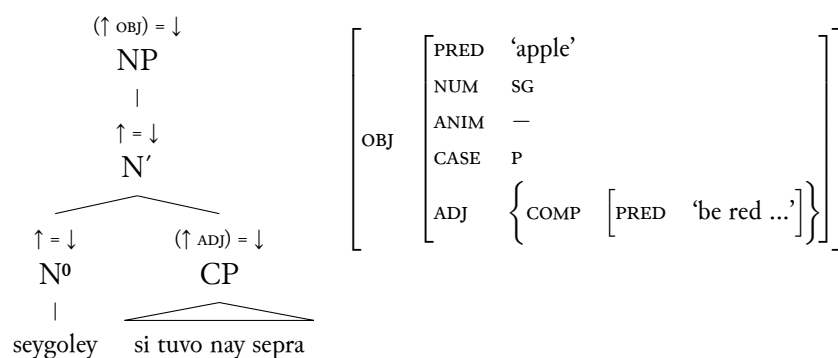 (↑ OBJ) = ↓
NP
↑ = ↓
N′
↑ = ↓ (↑ ADJ) = ↓
N⁰ CP
seygoley si tuvo nay sepra
PRED ‘apple’
NUM SG
ANIM —
OBJ CASE P
ADJ {COMP [PRED ‘be red ...’]}